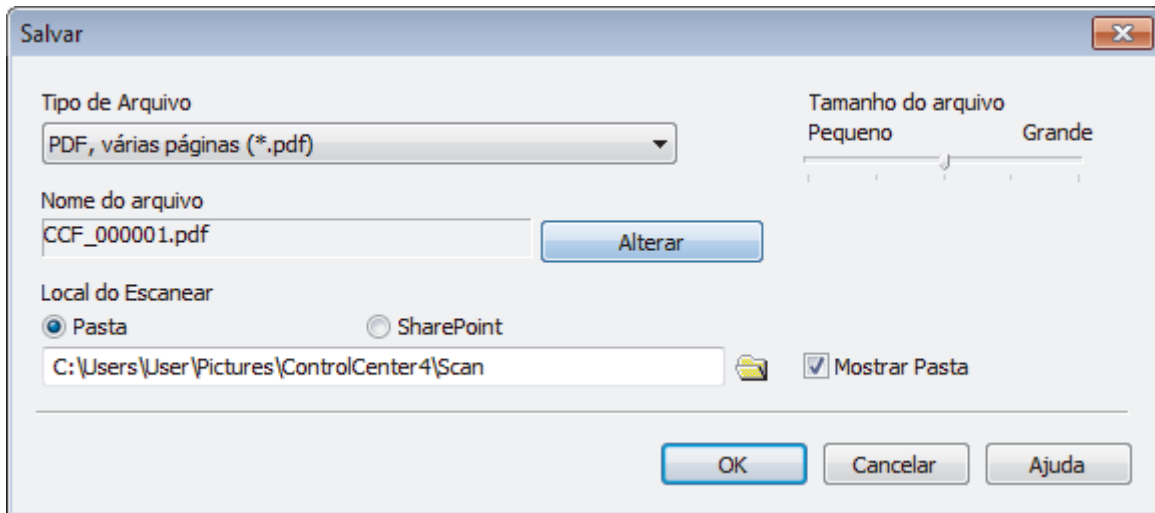 Salvar
Tipo de Arquivo
PDF, várias páginas (*.pdf)
Tamanho do arquivo
Pequeno Grande
Nome do arquivo
CCF_000001.pdf
Alterar
Local do Escanear
Pasta SharePoint
C:\Users\User\Pictures\ControlCenter4\Scan
Mostrar Pasta
OK Cancelar Ajuda